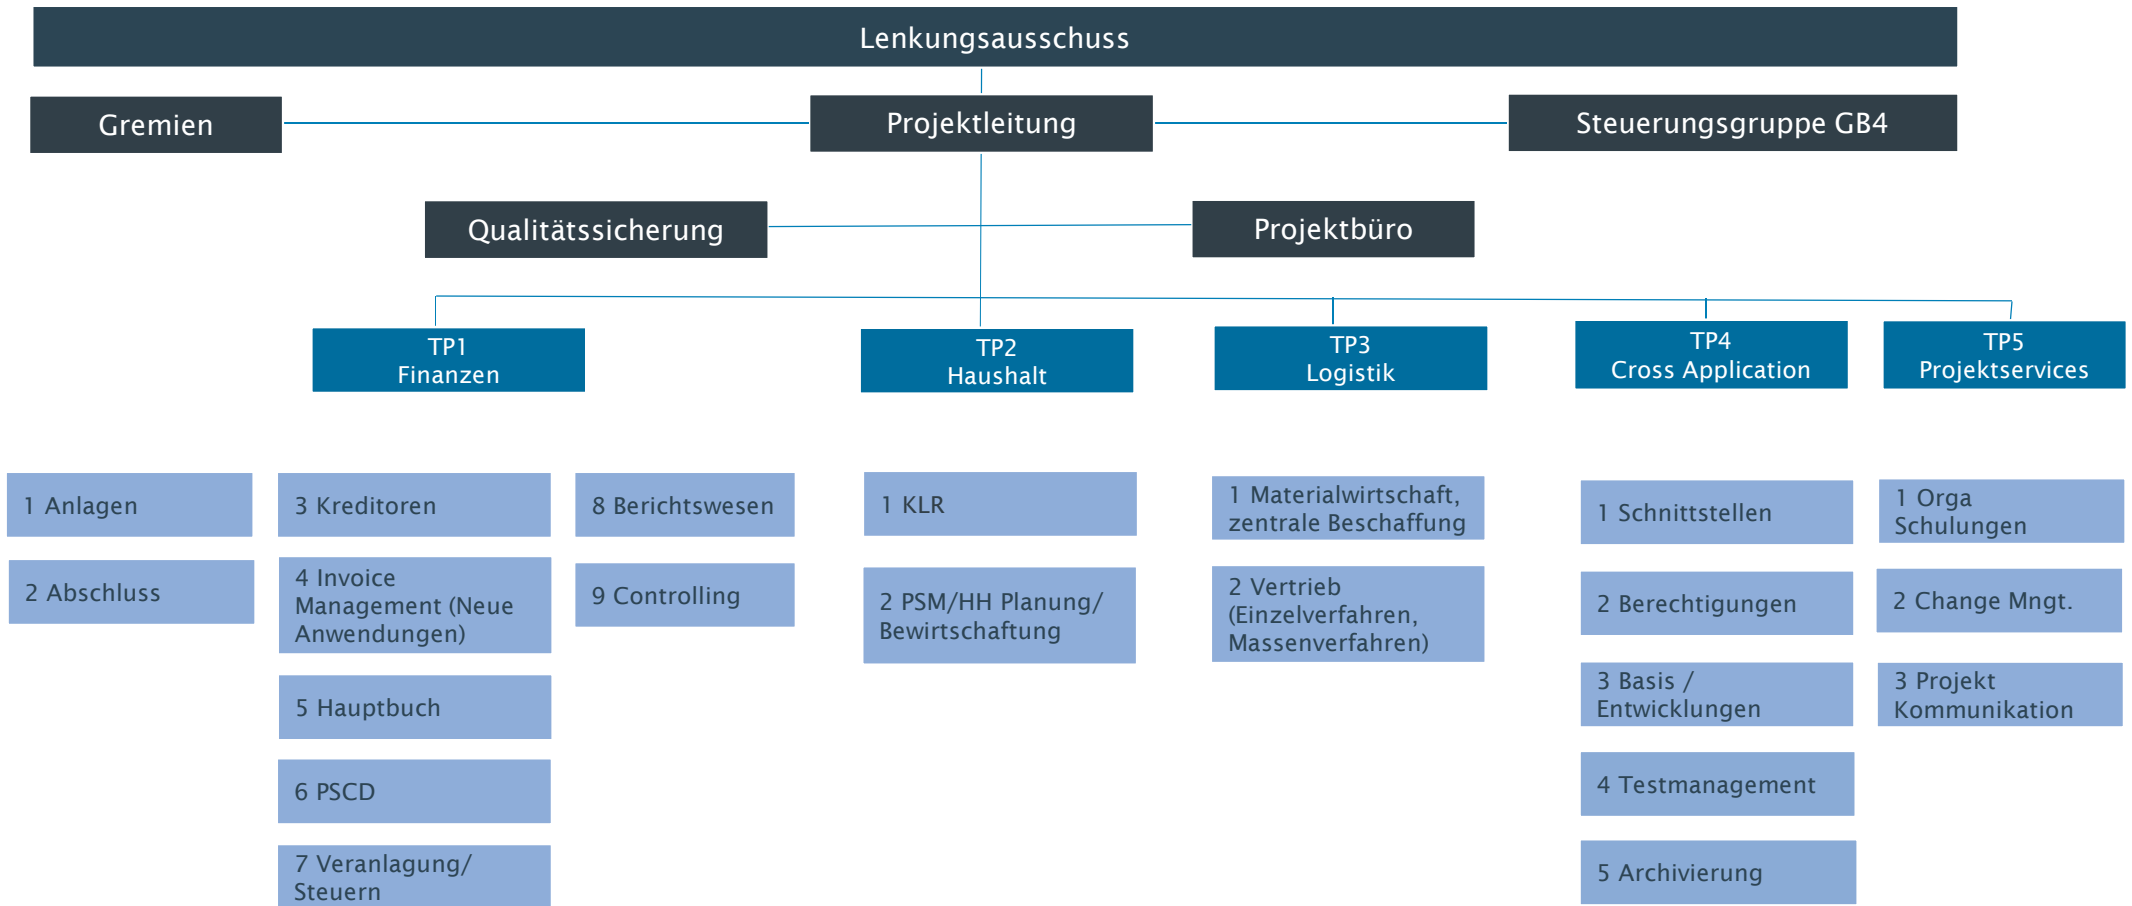 Lenkungsausschuss
Gremien
Projektleitung
Steuerungsgruppe GB4
Qualitätssicherung
Projektbüro
TP1
Finanzen
TP2
Haushalt
TP3
Logistik
TP4
Cross Application
TP5
Projektservices
1 Anlagen
2 Abschluss
3 Kreditoren
4 Invoice
Management (Neue
Anwendungen)
5 Hauptbuch
6 PSCD
7 Veranlagung/
Steuern
8 Berichtswesen
9 Controlling
1 KLR
2 PSM/HH Planung/
Bewirtschaftung
1 Materialwirtschaft,
zentrale Beschaffung
2 Vertrieb
(Einzelverfahren,
Massenverfahren)
1 Schnittstellen
2 Berechtigungen
3 Basis /
Entwicklungen
4 Testmanagement
5 Archivierung
1 Orga
Schulungen
2 Change Mngt.
3 Projekt
Kommunikation